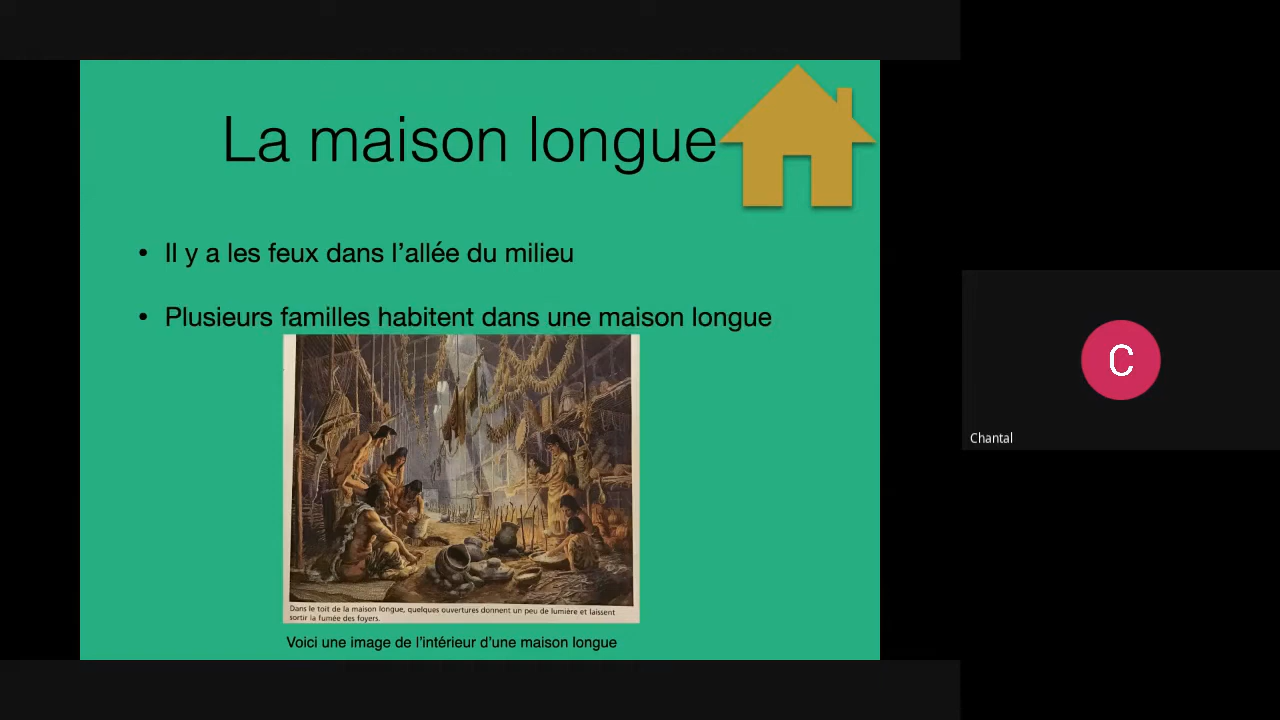 La maison longue
• Il y a les feux dans l’allée du milieu
• Plusieurs familles habitent dans une maison longue
Dans le toit de la maison longue, quelques ouvertures donnent un peu de lumière et laissent
sortir la fumée des foyers.
Voici une image de l’intérieur d’une maison longue
C
Chantal